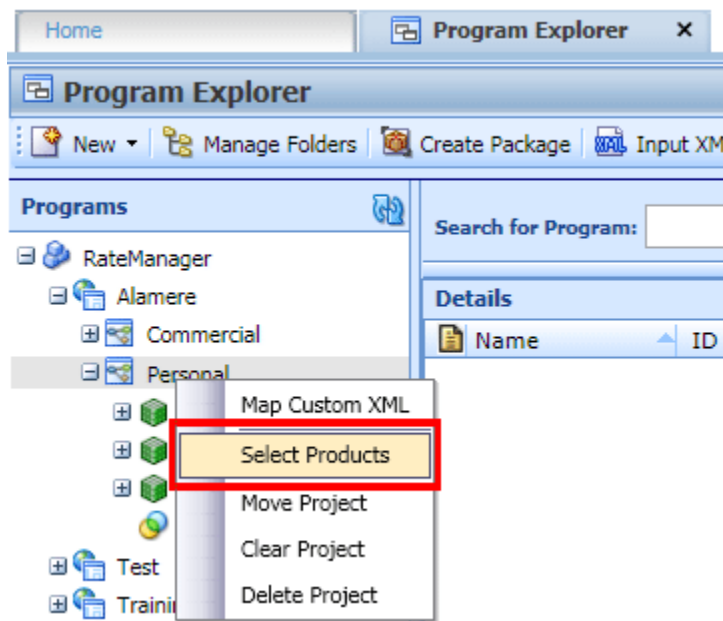 Home
Program Explorer
Program Explorer
New
Manage Folders
Create Package
Input XM
Programs
Search for Program:
RateManager
Alamere
Details
Commercial
Name
ID
Personal
Map Custom XML
Select Products
Move Project
Clear Project
Test
Delete Project
Trainin